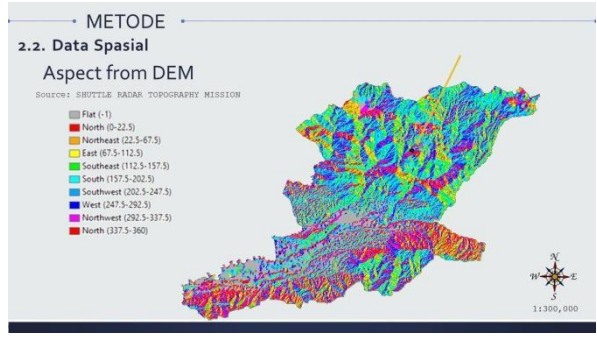 METODE
2.2. Data Spasial
Aspect from DEM
Source: SHUTTLE RADAR TOPOGRAPHY MISSION
Flat (-1)
North (0-22.5)
Northeast (22.5-67.5)
East (67.5-112.5)
Southeast (112.5-157.5)
South (157.5-202.5)
Southwest (202.5-247.5)
West (247.5-292.5)
Northwest (292.5-337.5)
North (337.5-360)
N
W E
S
1:300,000